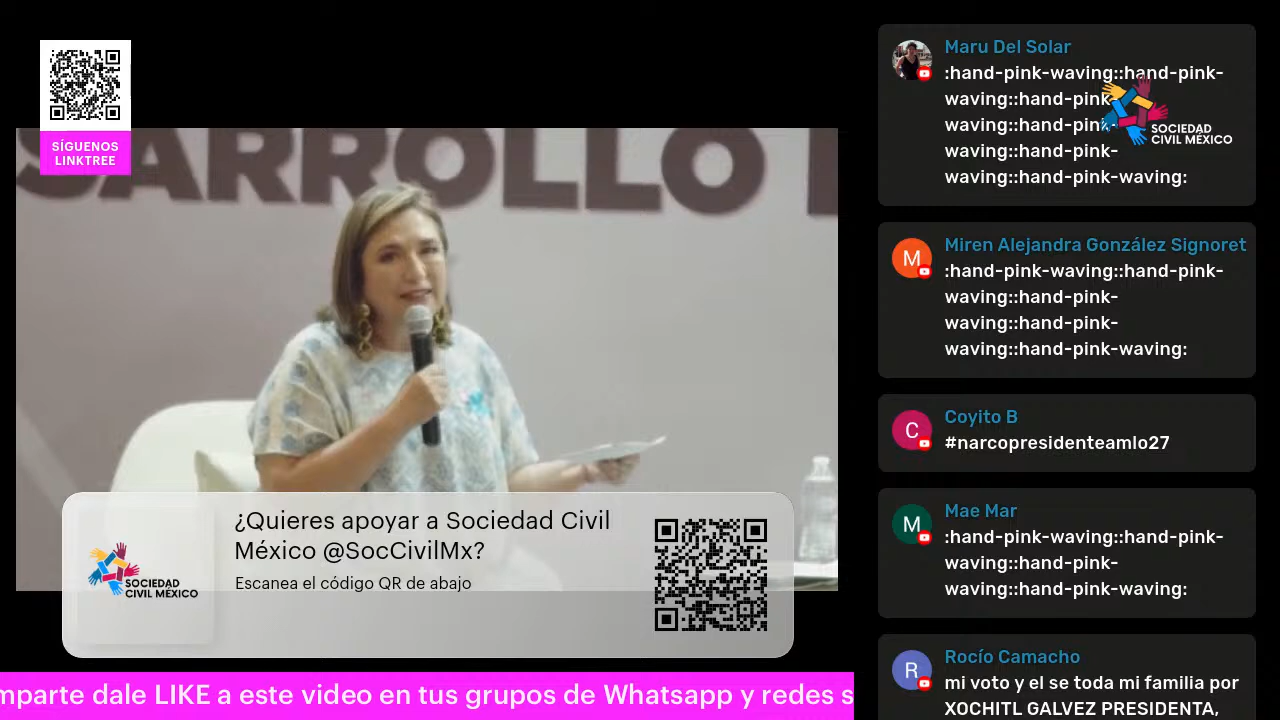 SÍGUENOS
LINKTREE
SARROLLO
¿Quieres apoyar a Sociedad Civil
México @SocCivilMx?
Escanea el código QR de abajo
SOCIEDAD
CIVIL MÉXICO
mparte dale LIKE a este video en tus grupos de Whatsapp y redes s
Maru Del Solar
:hand-pink-waving::hand-pink-
waving::hand-pink-
waving::hand-pink-
waving::hand-pink-
waving::hand-pink-waving:
SOCIEDAD
CIVIL MÉXICO
M
Miren Alejandra González Signoret
:hand-pink-waving::hand-pink-
waving::hand-pink-
waving::hand-pink-
waving::hand-pink-waving:
C
Coyito B
#narcopresidenteamlo27
M
Mae Mar
:hand-pink-waving::hand-pink-
waving::hand-pink-
waving::hand-pink-waving:
R
Rocío Camacho
mi voto y el se toda mi familia por
XOCHITL GALVEZ PRESIDENTA,